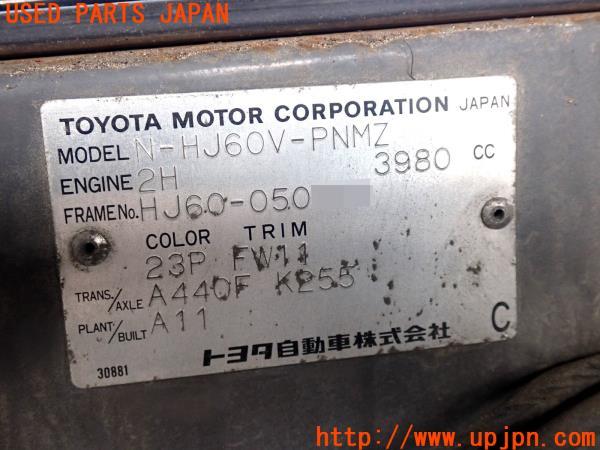 USED PARTS JAPAN
TOYOTA MOTOR CORPORATION JAPAN
MODEL N-HJ60V-PNMZ
ENGINE 2H 3980 CC
FRAME No. HJ60-050
COLOR TRIM
23P FW11
TRANS./AXLE A440F K255
PLANT/BUILT A11
C
トヨタ自動車株式会社
30881
http://www.upjpn.com